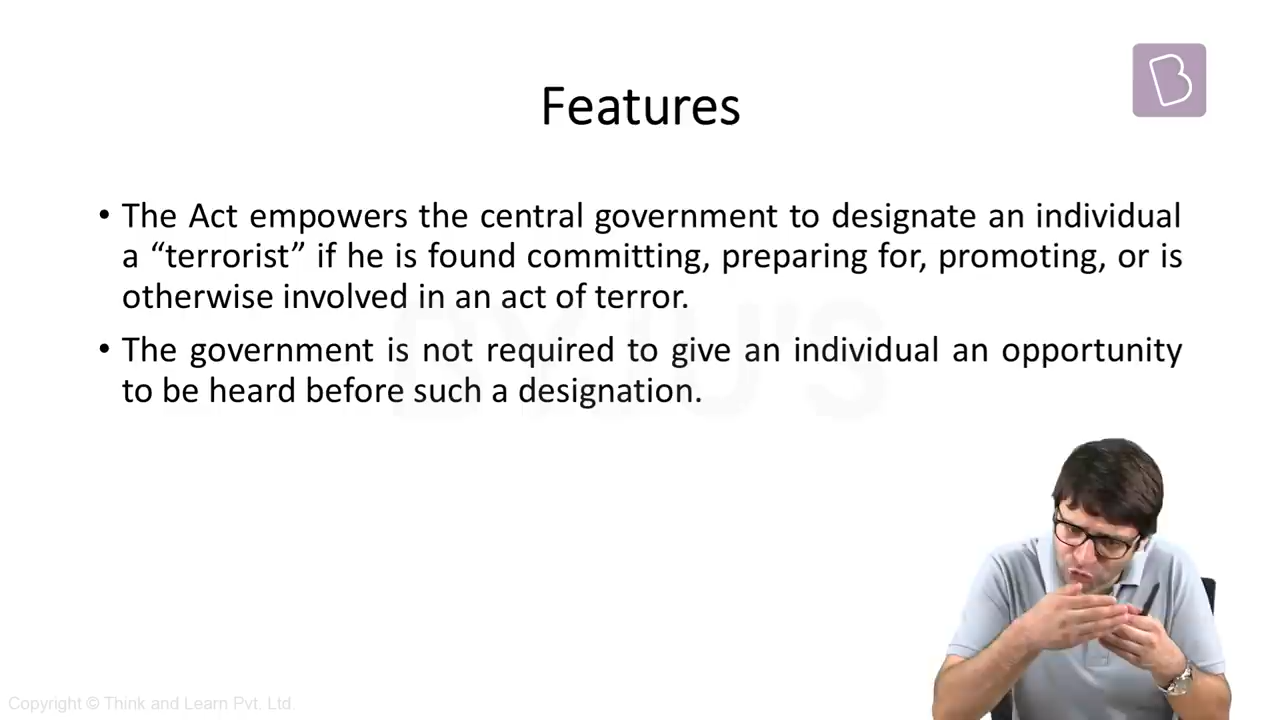 B
Features
• The Act empowers the central government to designate an individual
a “terrorist” if he is found committing, preparing for, promoting, or is
otherwise involved in an act of terror.
• The government is not required to give an individual an opportunity
to be heard before such a designation.
BYJU'S
Copyright © Think and Learn Pvt. Ltd.